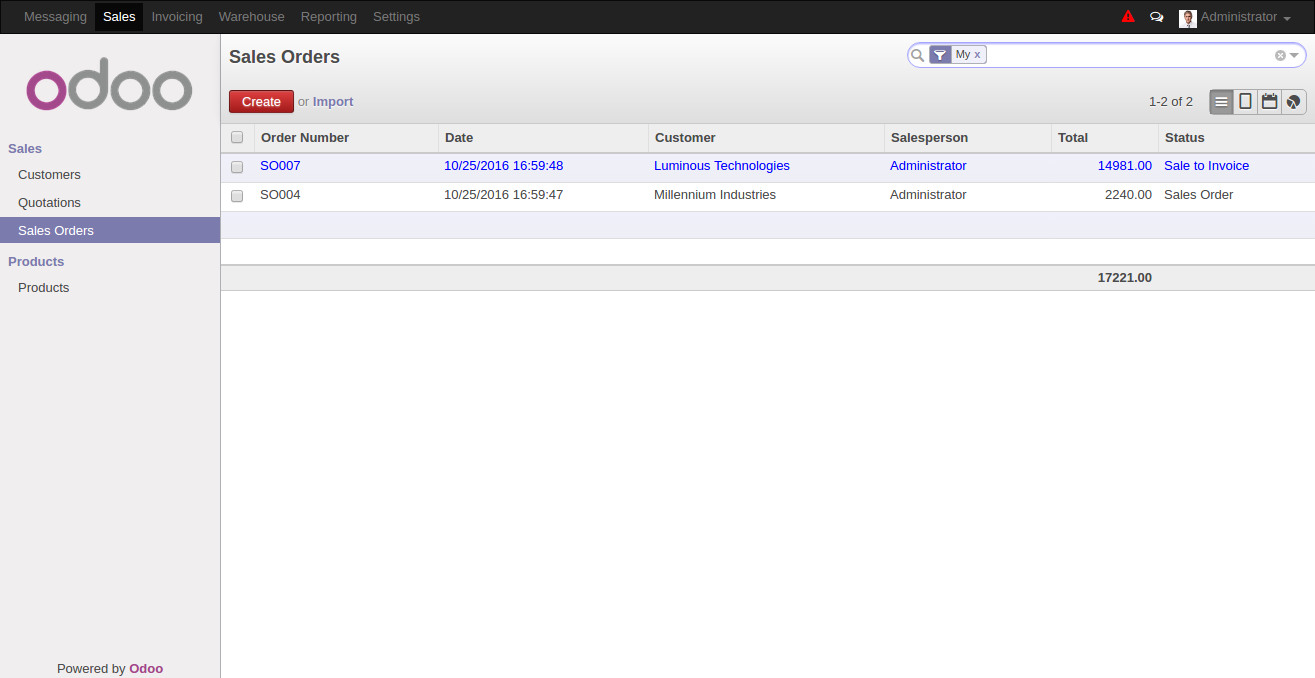 Messaging Sales Invoicing Warehouse Reporting Settings Administrator
odoo
Sales Orders
My x
Create or Import
1-2 of 2
Sales
Customers
Quotations
Sales Orders
Products
Products
Order Number Date Customer Salesperson Total Status
SO007 10/25/2016 16:59:48 Luminous Technologies Administrator 14981.00 Sale to Invoice
SO004 10/25/2016 16:59:47 Millennium Industries Administrator 2240.00 Sales Order
17221.00
Powered by Odoo